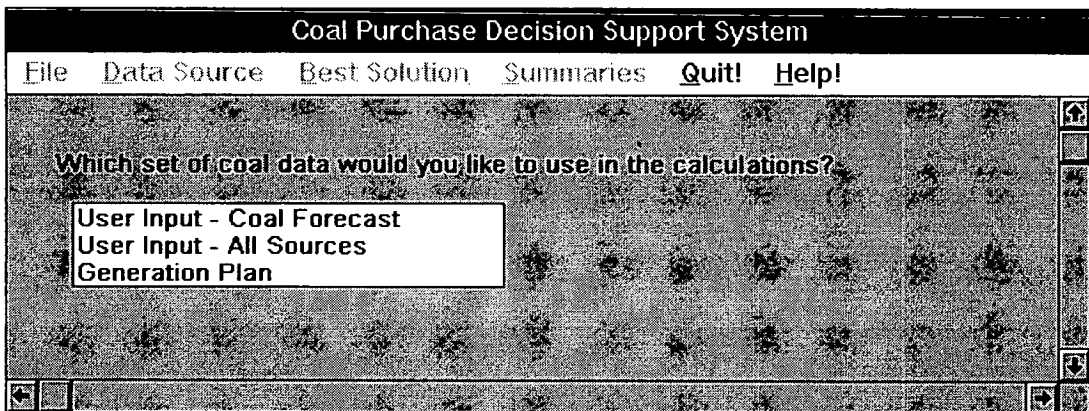 Coal Purchase Decision Support System
File Data Source Best Solution Summaries Quit! Help!
Which set of coal data would you like to use in the calculations?
User Input - Coal Forecast
User Input - All Sources
Generation Plan